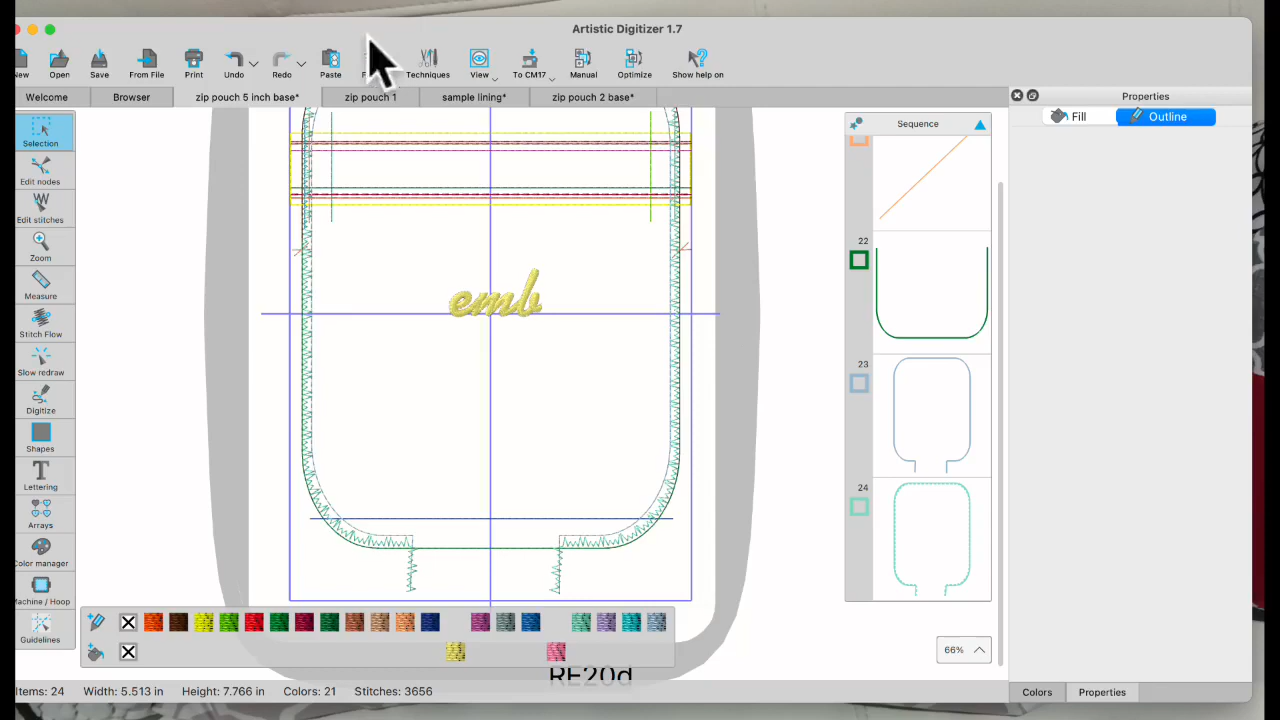 Artistic Digitizer 1.7
New Open Save From File Print Undo Redo Paste Techniques View To CM17 Manual Optimize Show help on
Welcome Browser zip pouch 5 inch base* zip pouch 1 sample lining* zip pouch 2 base*
Properties
Fill Outline
Selection
Edit nodes
Edit stitches
Zoom
Measure
Stitch Flow
Slow redraw
Digitize
Shapes
Lettering
Arrays
Color manager
Machine / Hoop
Guidelines
emb
Sequence
22
23
24
66%
RE20d
Items: 24 Width: 5.513 in Height: 7.766 in Colors: 21 Stitches: 3656
Colors Properties